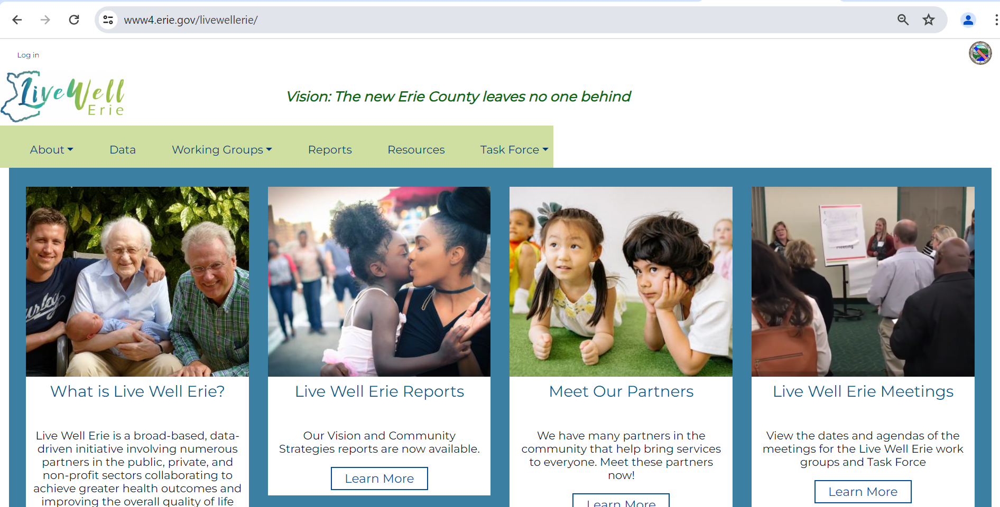 www4.erie.gov/livewellerie/
Log in
LiveWell
Erie
Vision: The new Erie County leaves no one behind
About
Data
Working Groups
Reports
Resources
Task Force
urley
meeting
What is Live Well Erie?
Live Well Erie is a broad-based, data-
driven initiative involving numerous
partners in the public, private, and
non-profit sectors collaborating to
achieve greater health outcomes and
improving the overall quality of life
Live Well Erie Reports
Our Vision and Community
Strategies reports are now available.
Learn More
Meet Our Partners
We have many partners in the
community that help bring services
to everyone. Meet these partners
now!
Learn More
Live Well Erie Meetings
View the dates and agendas of the
meetings for the Live Well Erie work
groups and Task Force
Learn More